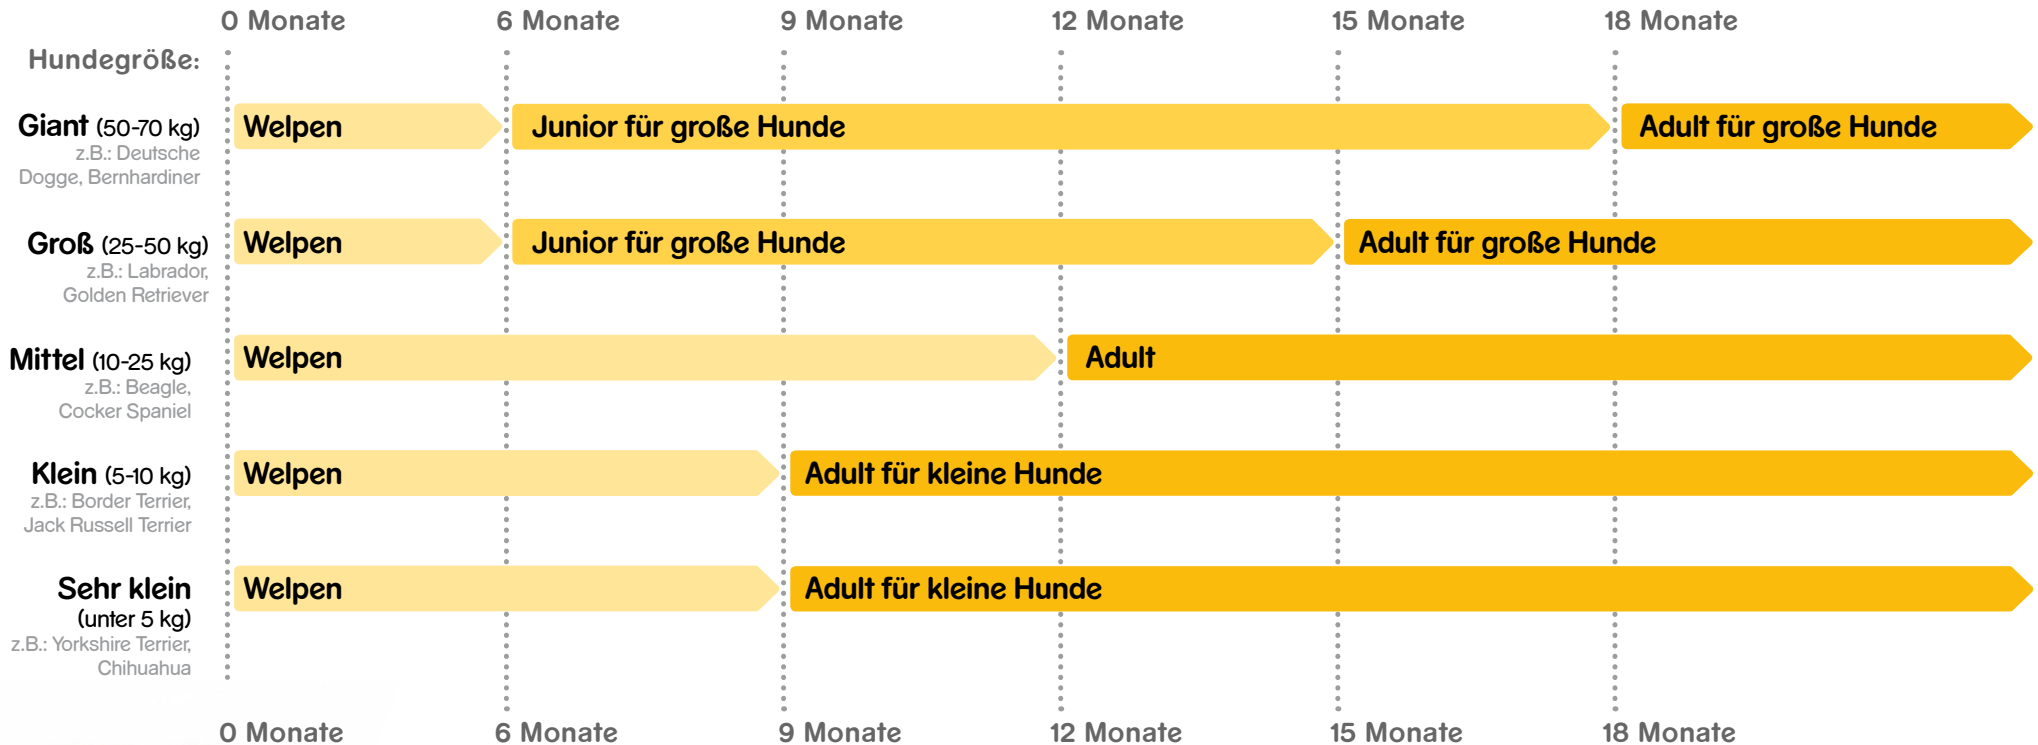 0 Monate 6 Monate 9 Monate 12 Monate 15 Monate 18 Monate
Hundegröße:
Giant (50-70 kg) Welpen Junior für große Hunde Adult für große Hunde
z.B.: Deutsche
Dogge, Bernhardiner
Groß (25-50 kg) Welpen Junior für große Hunde Adult für große Hunde
z.B.: Labrador,
Golden Retriever
Mittel (10-25 kg) Welpen Adult
z.B.: Beagle,
Cocker Spaniel
Klein (5-10 kg) Welpen Adult für kleine Hunde
z.B.: Border Terrier,
Jack Russell Terrier
Sehr klein Welpen Adult für kleine Hunde
(unter 5 kg)
z.B.: Yorkshire Terrier,
Chihuahua
0 Monate 6 Monate 9 Monate 12 Monate 15 Monate 18 Monate